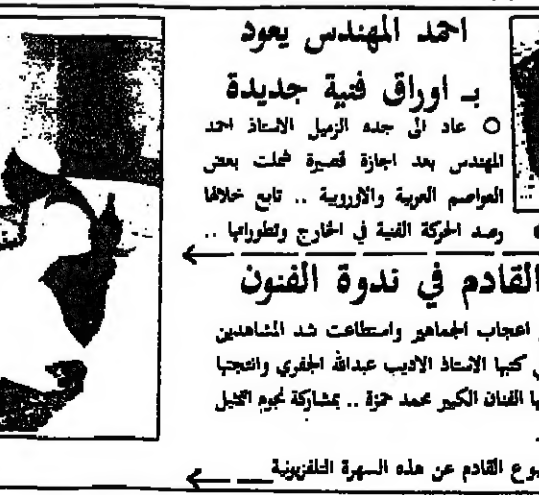 احمد المهندس يعود
بـ اوراق فنية جديدة
○ عاد الى جده الزميل الاستاذ احمد
المهندس بعد اجازة قصيرة شملت بعض
العواصم العربية والاوروبية .. تابع خلالها
رصد الحركة الفنية في الخارج وتطوراتها ..
القادم في ندوة الفنون
اعجاب الجماهير واستطاعت شد المشاهدين
كتبها الاستاذ الاديب عبدالله الجفري وانتجتها
الفنان الكبير محمد حمزة .. بمشاركة نجوم التمثيل
القادم عن هذه السهرة التلفزيونية